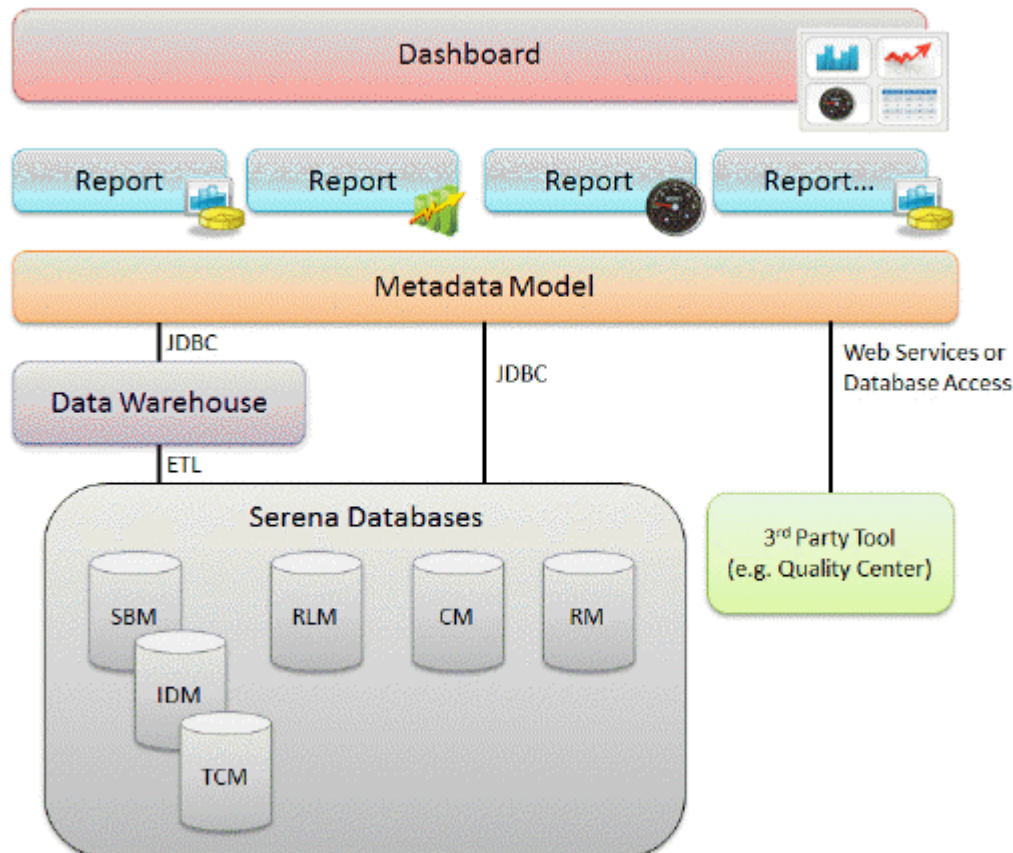 Dashboard
Report
Report
Report
Report...
Metadata Model
JDBC
JDBC
Web Services or
Database Access
Data Warehouse
ETL
Serena Databases
SBM
RLM
CM
RM
IDM
TCM
3rd Party Tool
(e.g. Quality Center)